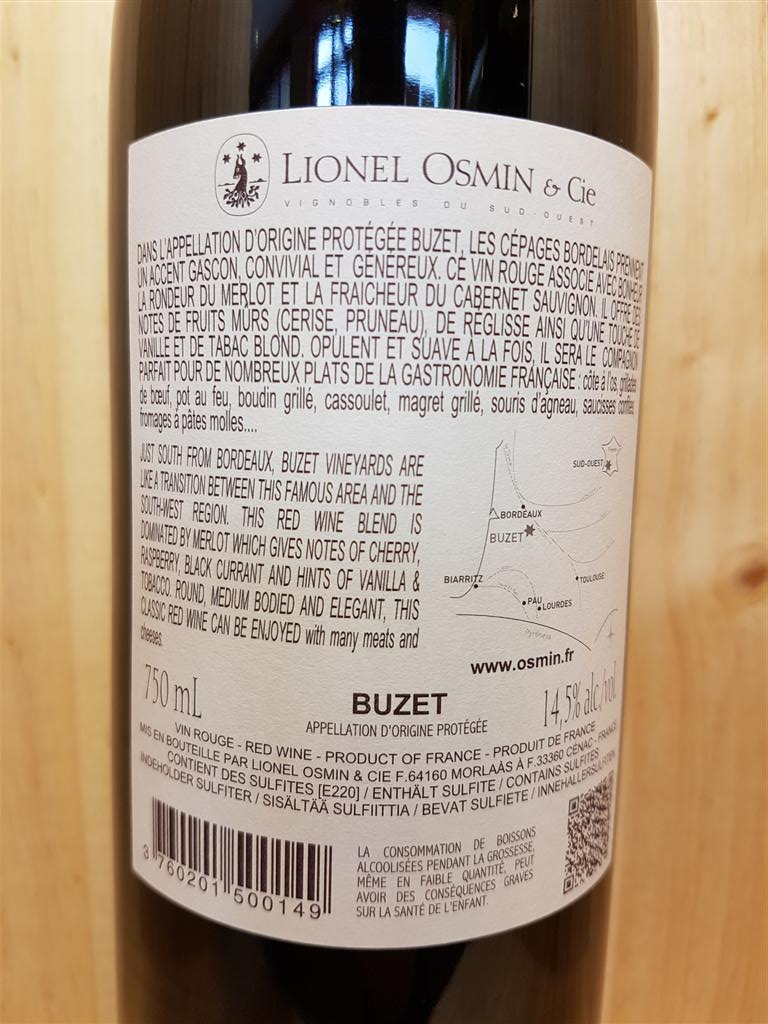 LIONEL OSMIN & Cie
VIGNOBLES DU SUD-OUEST
DANS L'APPELLATION D'ORIGINE PROTÉGÉE BUZET, LES CÉPAGES BORDELAIS PRENNENT
UN ACCENT GASCON, CONVIVIAL ET GÉNÉREUX. CE VIN ROUGE ASSOCIE AVEC BONHEUR
LA RONDEUR DU MERLOT ET LA FRAICHEUR DU CABERNET SAUVIGNON. IL OFFRE DES
NOTES DE FRUITS MÛRS (CERISE, PRUNEAU), DE RÉGLISSE AINSI QU'UNE TOUCHE DE
VANILLE ET DE TABAC BLOND. OPULENT ET SUAVE À LA FOIS, IL SERA LE COMPAGNON
PARFAIT POUR DE NOMBREUX PLATS DE LA GASTRONOMIE FRANÇAISE : côte à l'os, grillades
de bœuf, pot au feu, boudin grillé, cassoulet, magret grillé, souris d'agneau, saucisses confites,
fromages à pâtes molles....
JUST SOUTH FROM BORDEAUX, BUZET VINEYARDS ARE
LIKE A TRANSITION BETWEEN THIS FAMOUS AREA AND THE
SOUTH-WEST REGION. THIS RED WINE BLEND IS
DOMINATED BY MERLOT WHICH GIVES NOTES OF CHERRY,
RASPBERRY, BLACK CURRANT AND HINTS OF VANILLA &
TOBACCO. ROUND, MEDIUM BODIED AND ELEGANT, THIS
CLASSIC RED WINE CAN BE ENJOYED with many meats and
cheeses.
SUD-OUEST
BORDEAUX
BUZET
BIARRITZ
TOULOUSE
PAU
LOURDES
Pyrénées
www.osmin.fr
750 mL
BUZET
14,5% alc./vol.
APPELLATION D'ORIGINE PROTÉGÉE
VIN ROUGE - RED WINE - PRODUCT OF FRANCE - PRODUIT DE FRANCE
MIS EN BOUTEILLE PAR LIONEL OSMIN & CIE F.64160 MORLAÀS À F.33360 CÉNAC - FRANCE
CONTIENT DES SULFITES [E220] / ENTHÄLT SULFITE / CONTAINS SULFITES
INDEHOLDER SULFITER / SISÄLTÄÄ SULFIITTIA / BEVAT SULFIETE / INNEHALLER SULFITEN
3 760201 500149
LA CONSOMMATION DE BOISSONS
ALCOOLISÉES PENDANT LA GROSSESSE,
MÊME EN FAIBLE QUANTITÉ, PEUT
AVOIR DES CONSÉQUENCES GRAVES
SUR LA SANTÉ DE L'ENFANT.